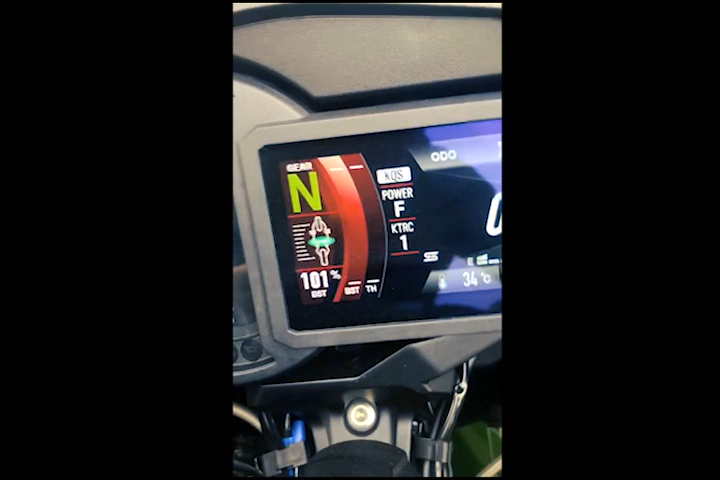 GEAR
N
101 %
BST
BST TH
KQS
POWER
F
KTRC
1
ODO
E
34 °C